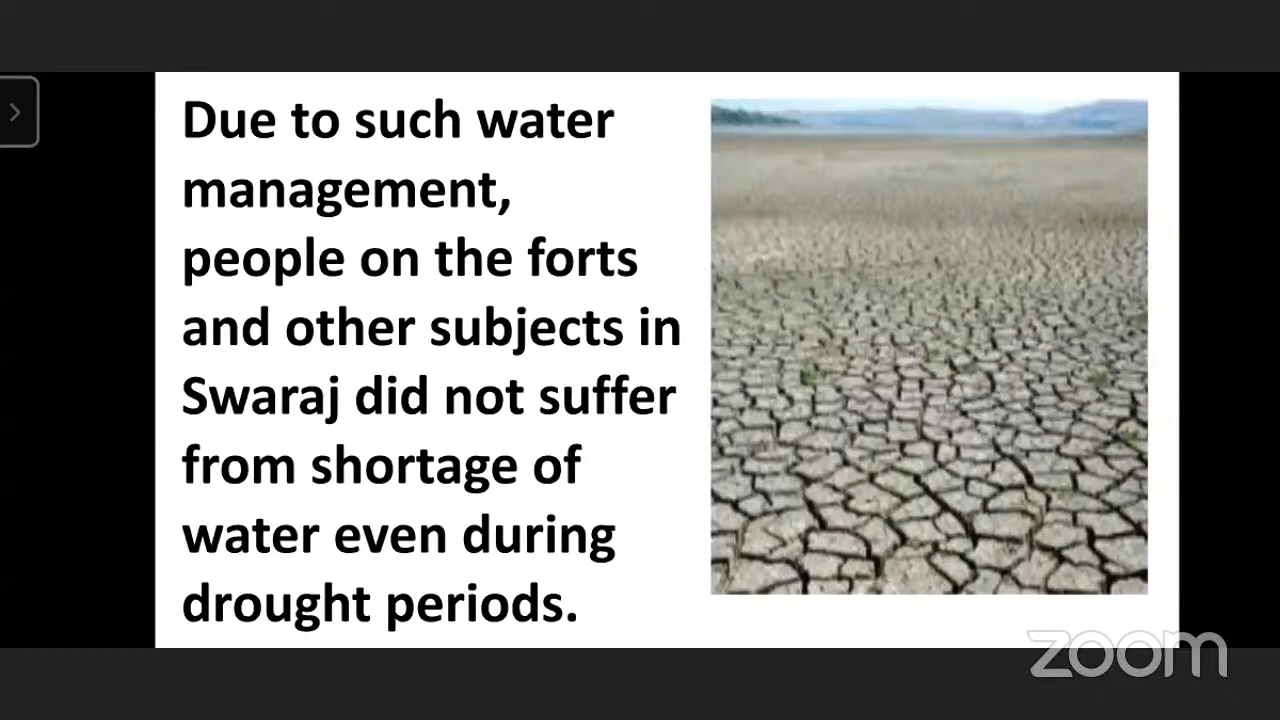 Due to such water
management,
people on the forts
and other subjects in
Swaraj did not suffer
from shortage of
water even during
drought periods.
zoom